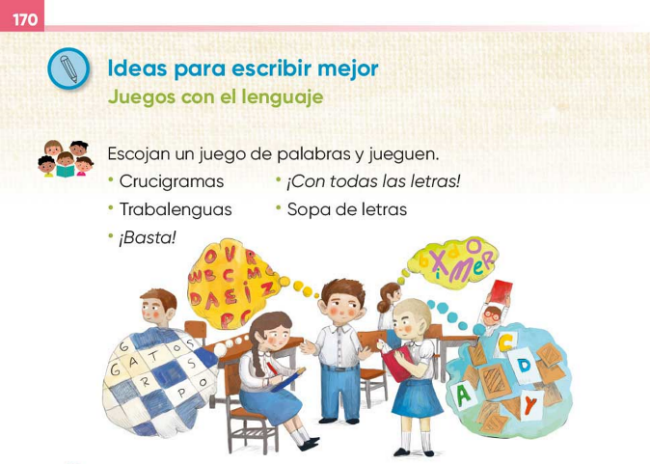 170
Ideas para escribir mejor
Juegos con el lenguaje
Escojan un juego de palabras y jueguen.
• Crucigramas
• ¡Con todas las letras!
• Trabalenguas
• Sopa de letras
• ¡Basta!
O U R
W B C M S
D A E i Z
P C
b X d O
i m e R
G
G A T O S
R S
P O
C
D
A
Y